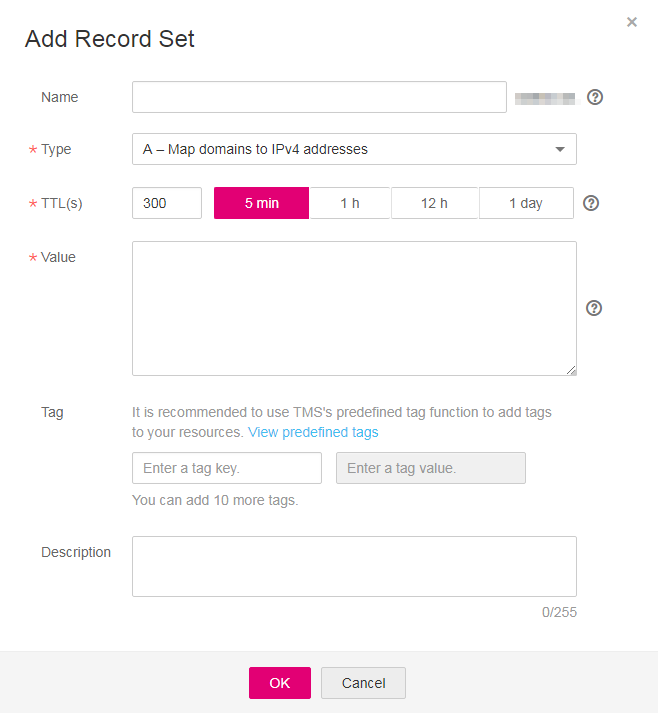 Add Record Set
×
Name
?
* Type
A – Map domains to IPv4 addresses
* TTL(s)
300
5 min
1 h
12 h
1 day
?
* Value
?
Tag
It is recommended to use TMS's predefined tag function to add tags
to your resources. View predefined tags
Enter a tag key.
Enter a tag value.
You can add 10 more tags.
Description
0/255
OK
Cancel